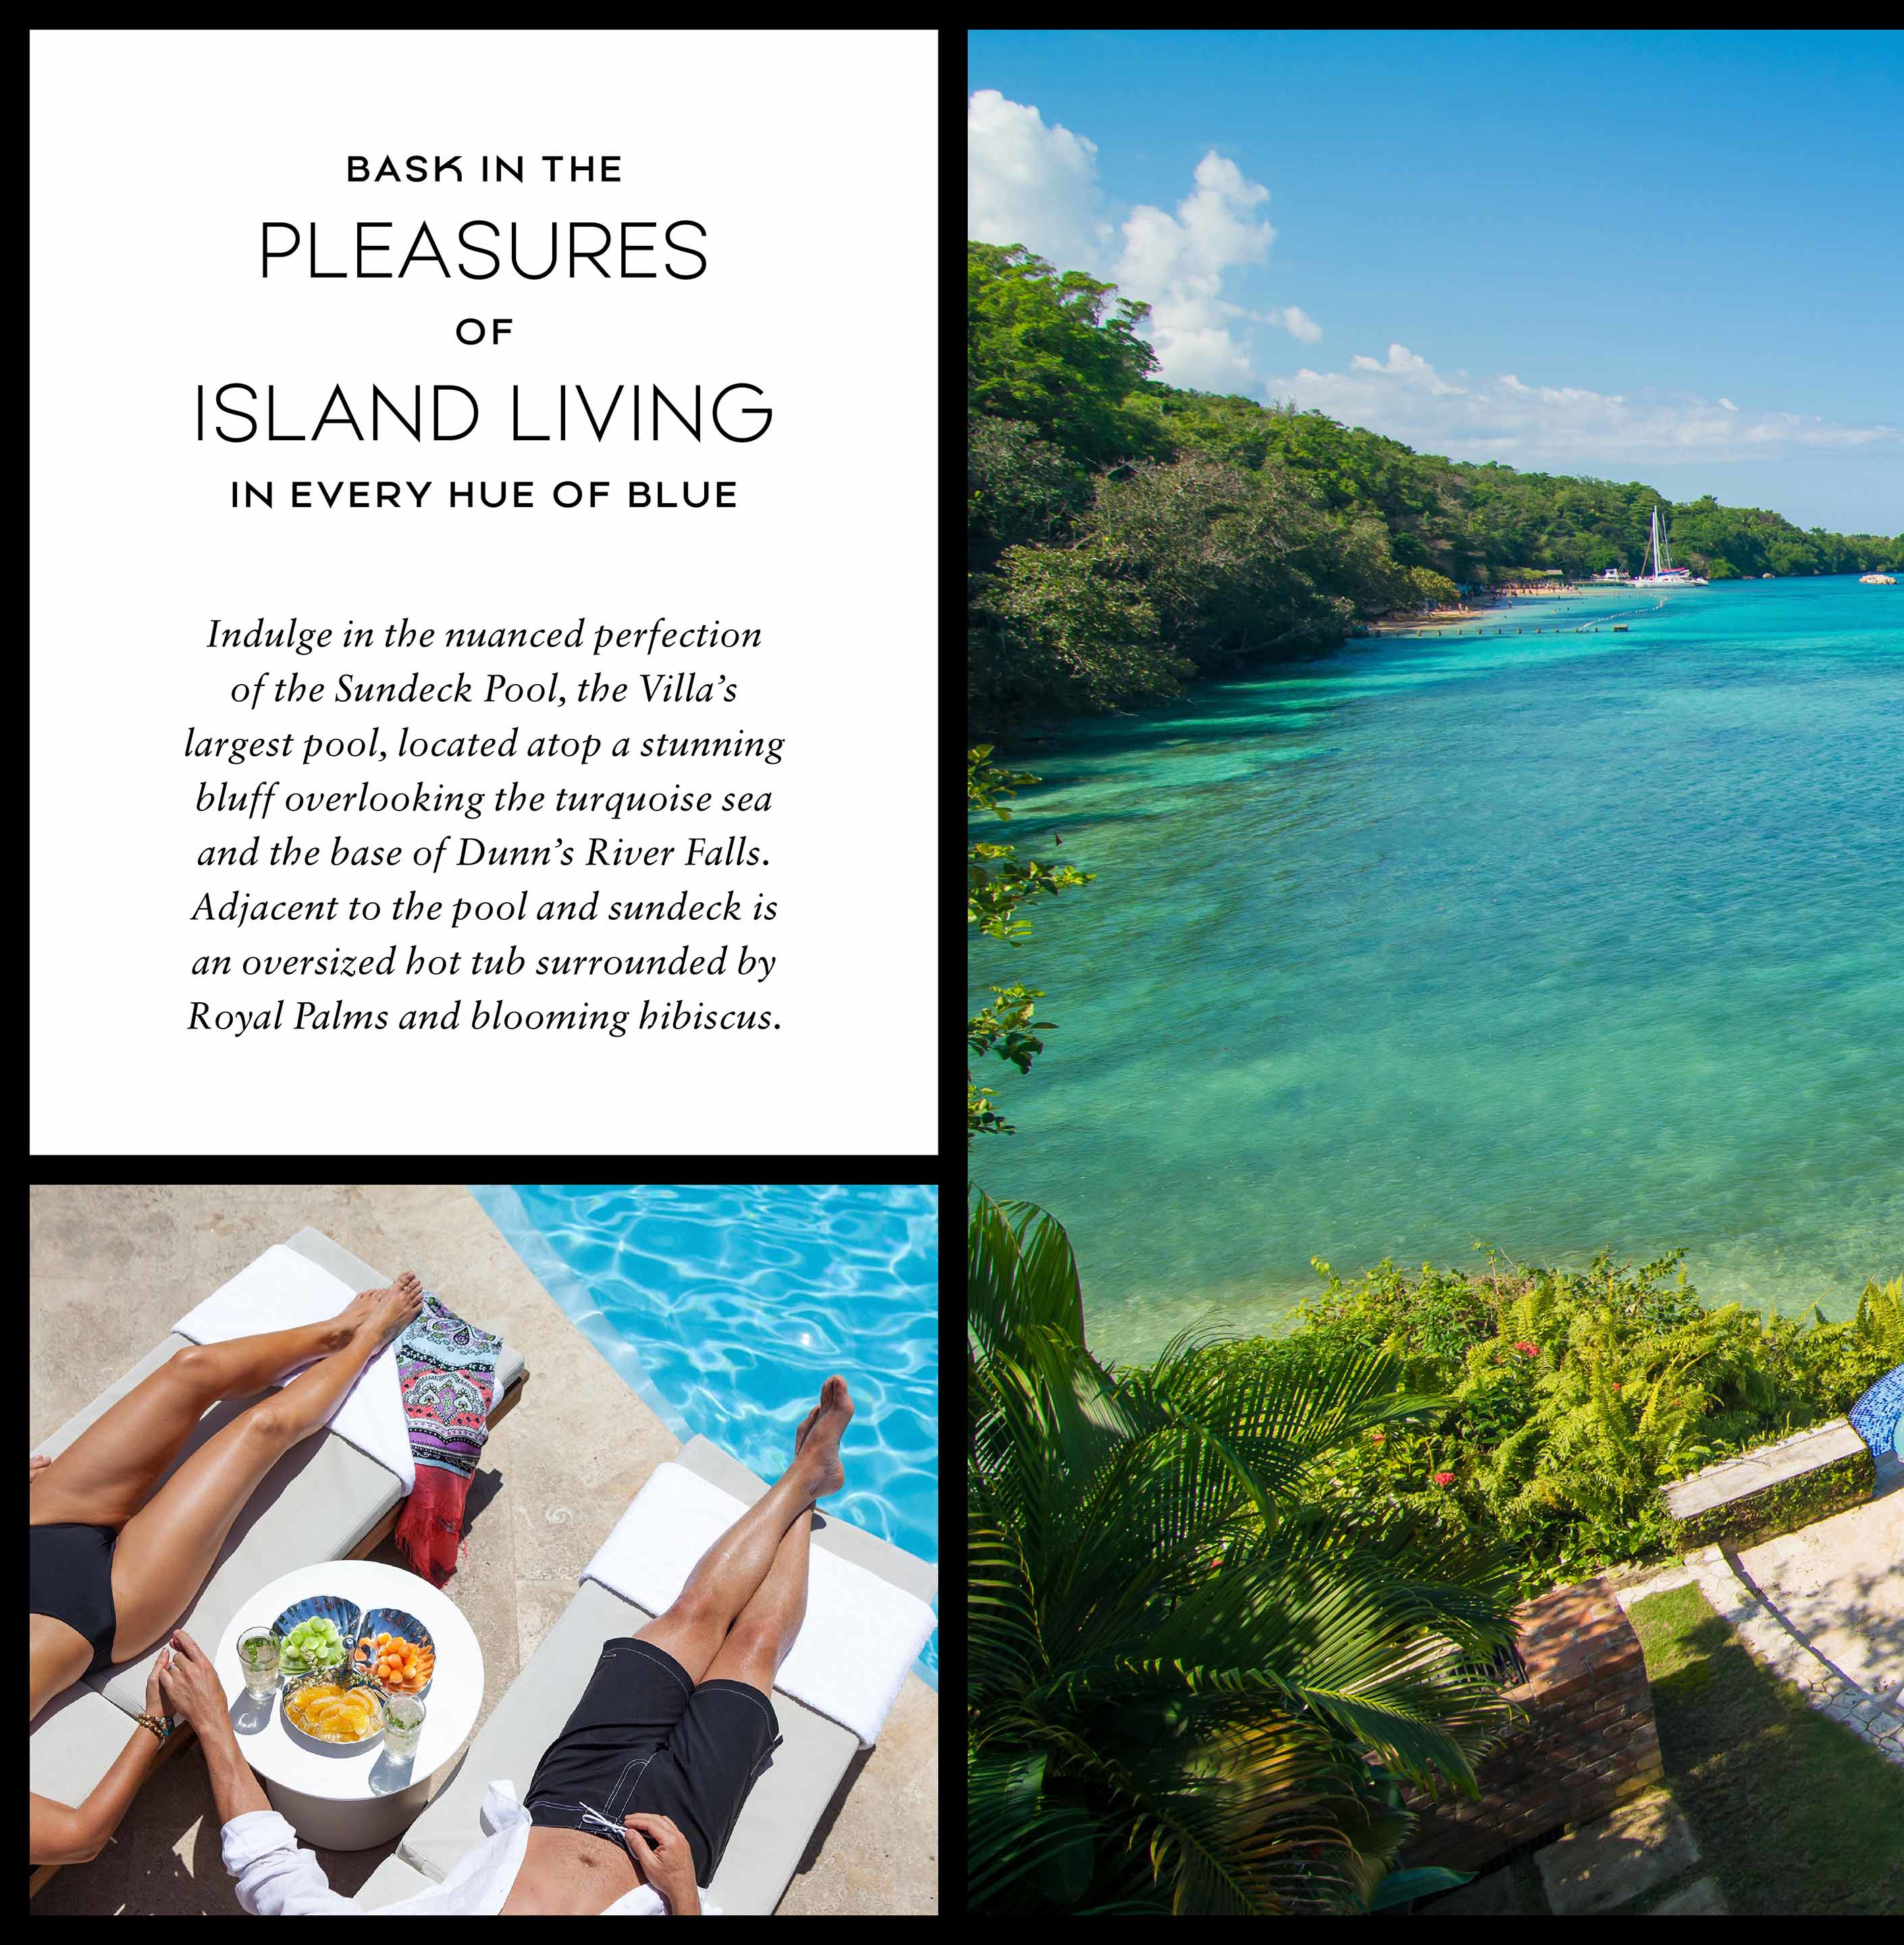 BASK IN THE
PLEASURES
OF
ISLAND LIVING
IN EVERY HUE OF BLUE
Indulge in the nuanced perfection
of the Sundeck Pool, the Villa’s
largest pool, located atop a stunning
bluff overlooking the turquoise sea
and the base of Dunn’s River Falls.
Adjacent to the pool and sundeck is
an oversized hot tub surrounded by
Royal Palms and blooming hibiscus.